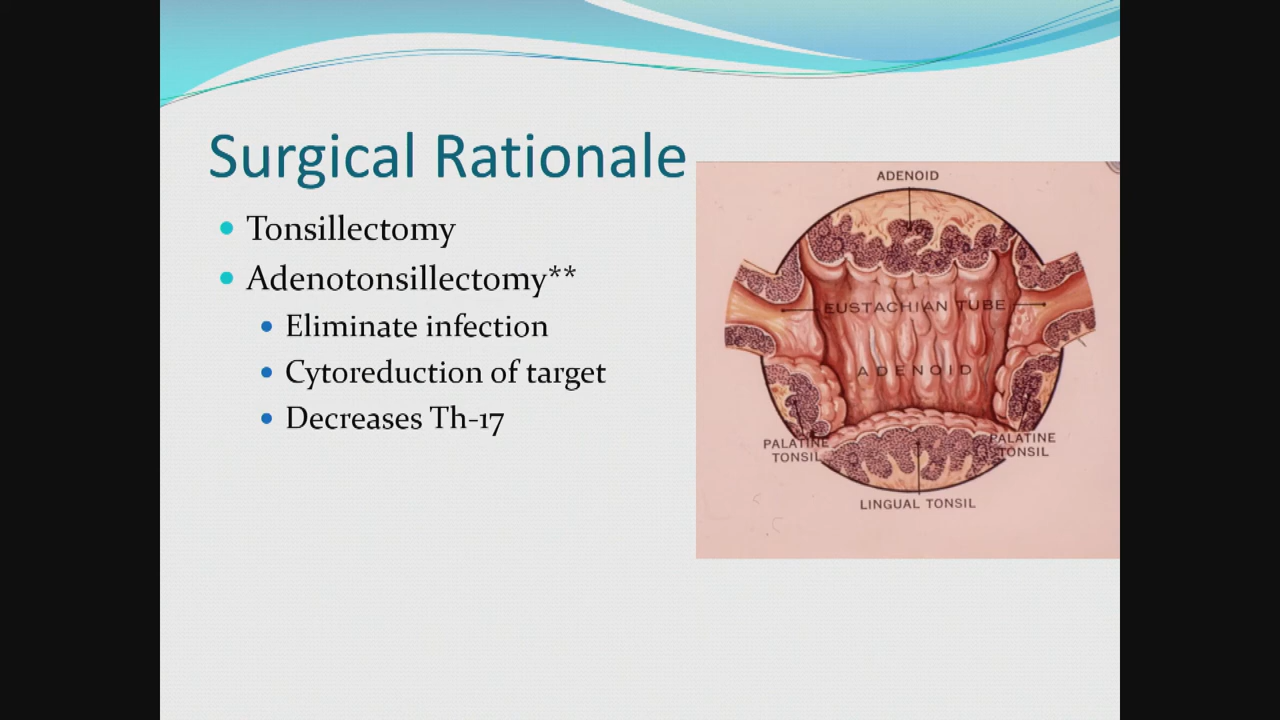 Surgical Rationale
Tonsillectomy
Adenotonsillectomy**
Eliminate infection
Cytoreduction of target
Decreases Th-17
ADENOID
EUSTACHIAN TUBE
ADENOID
PALATINE
TONSIL
PALATINE
TONSIL
LINGUAL TONSIL